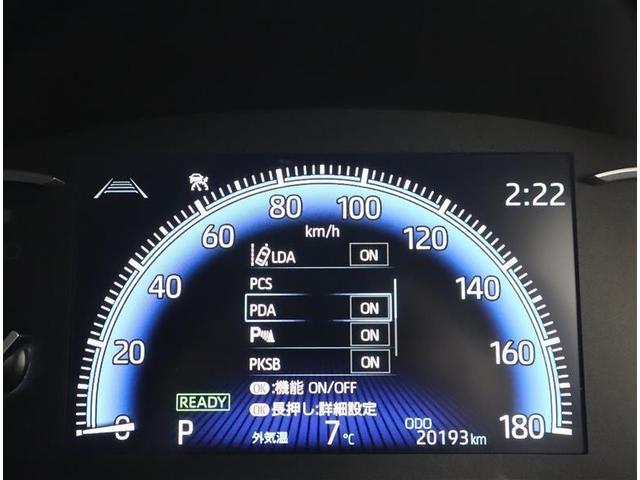 2:22
80 100
60 120
km/h
LDA ON
40 140
PCS
PDA ON
P ON
20 160
PKSB ON
OK:機能 ON/OFF
READY
OK長押し:詳細設定
0 P 外気温 7℃ ODO 20193km 180